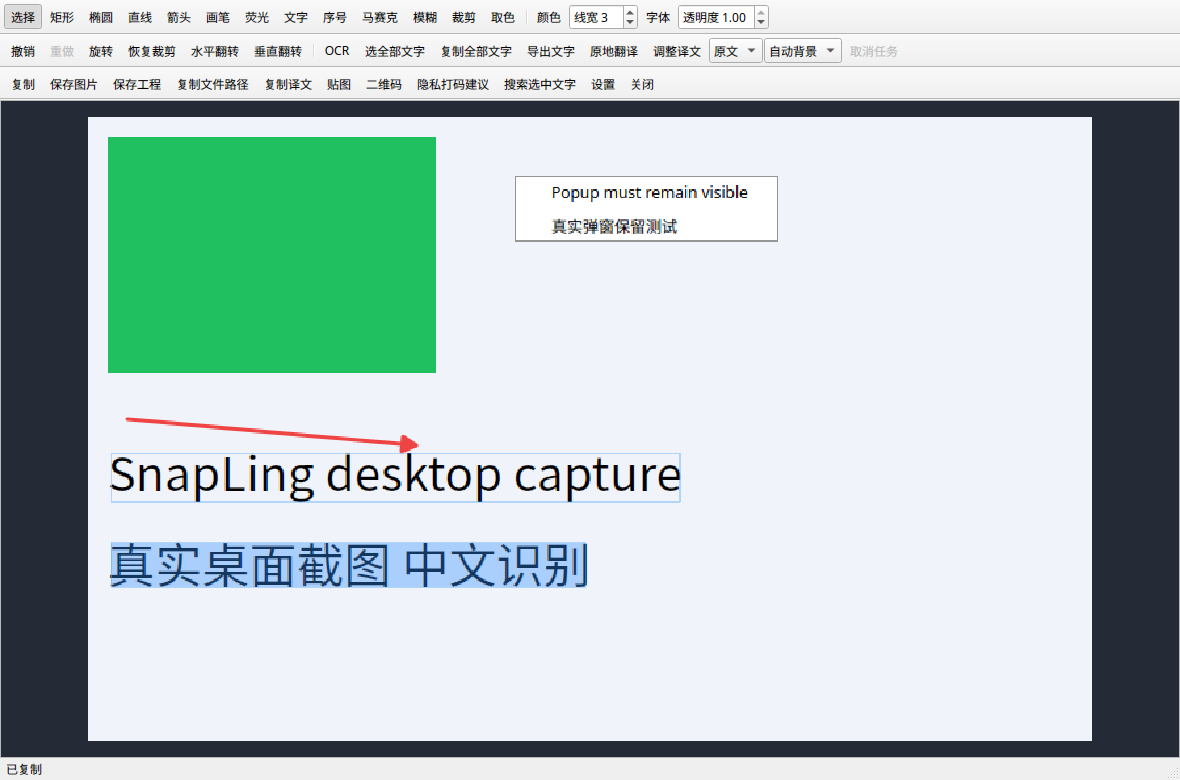 选择 矩形 椭圆 直线 箭头 画笔 荧光 文字 序号 马赛克 模糊 裁剪 取色 颜色 线宽 3 字体 透明度 1.00
撤销 重做 旋转 恢复裁剪 水平翻转 垂直翻转 OCR 选全部文字 复制全部文字 导出文字 原地翻译 调整译文 原文 自动背景 取消任务
复制 保存图片 保存工程 复制文件路径 复制译文 贴图 二维码 隐私打码建议 搜索选中文字 设置 关闭
Popup must remain visible
真实弹窗保留测试
SnapLing desktop capture
真实桌面截图 中文识别
已复制